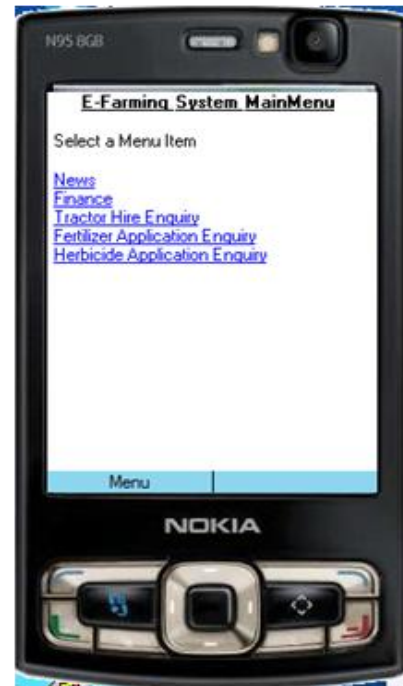 N95 8GB
E-Farming System MainMenu
Select a Menu Item
News
Finance
Tractor Hire Enquiry
Fertilizer Application Enquiry
Herbicide Application Enquiry
Menu
NOKIA